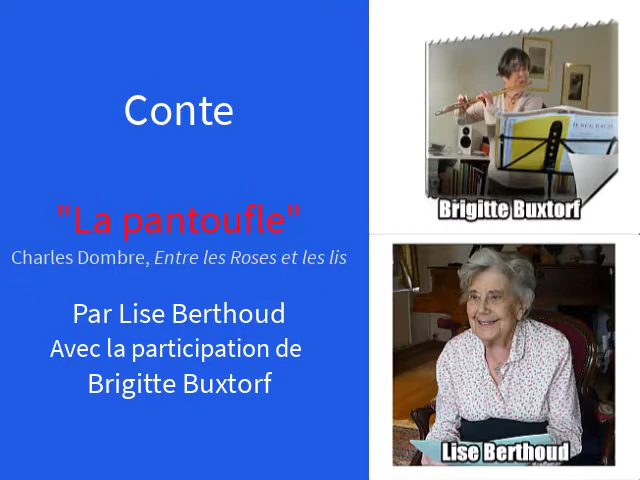 Conte
"La pantoufle"
Charles Dombre, Entre les Roses et les lis
Par Lise Berthoud
Avec la participation de
Brigitte Buxtorf
Brigitte Buxtorf
Lise Berthoud